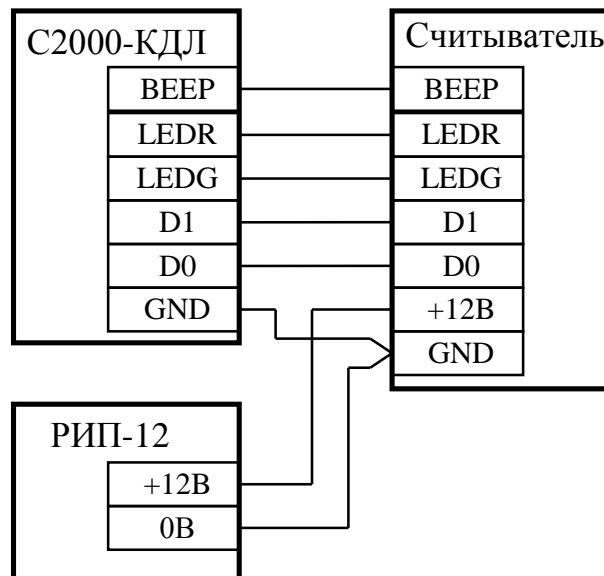 С2000-КДЛ
BEEP
LEDR
LEDG
D1
D0
GND
Считыватель
BEEP
LEDR
LEDG
D1
D0
+12В
GND
РИП-12
+12В
0В